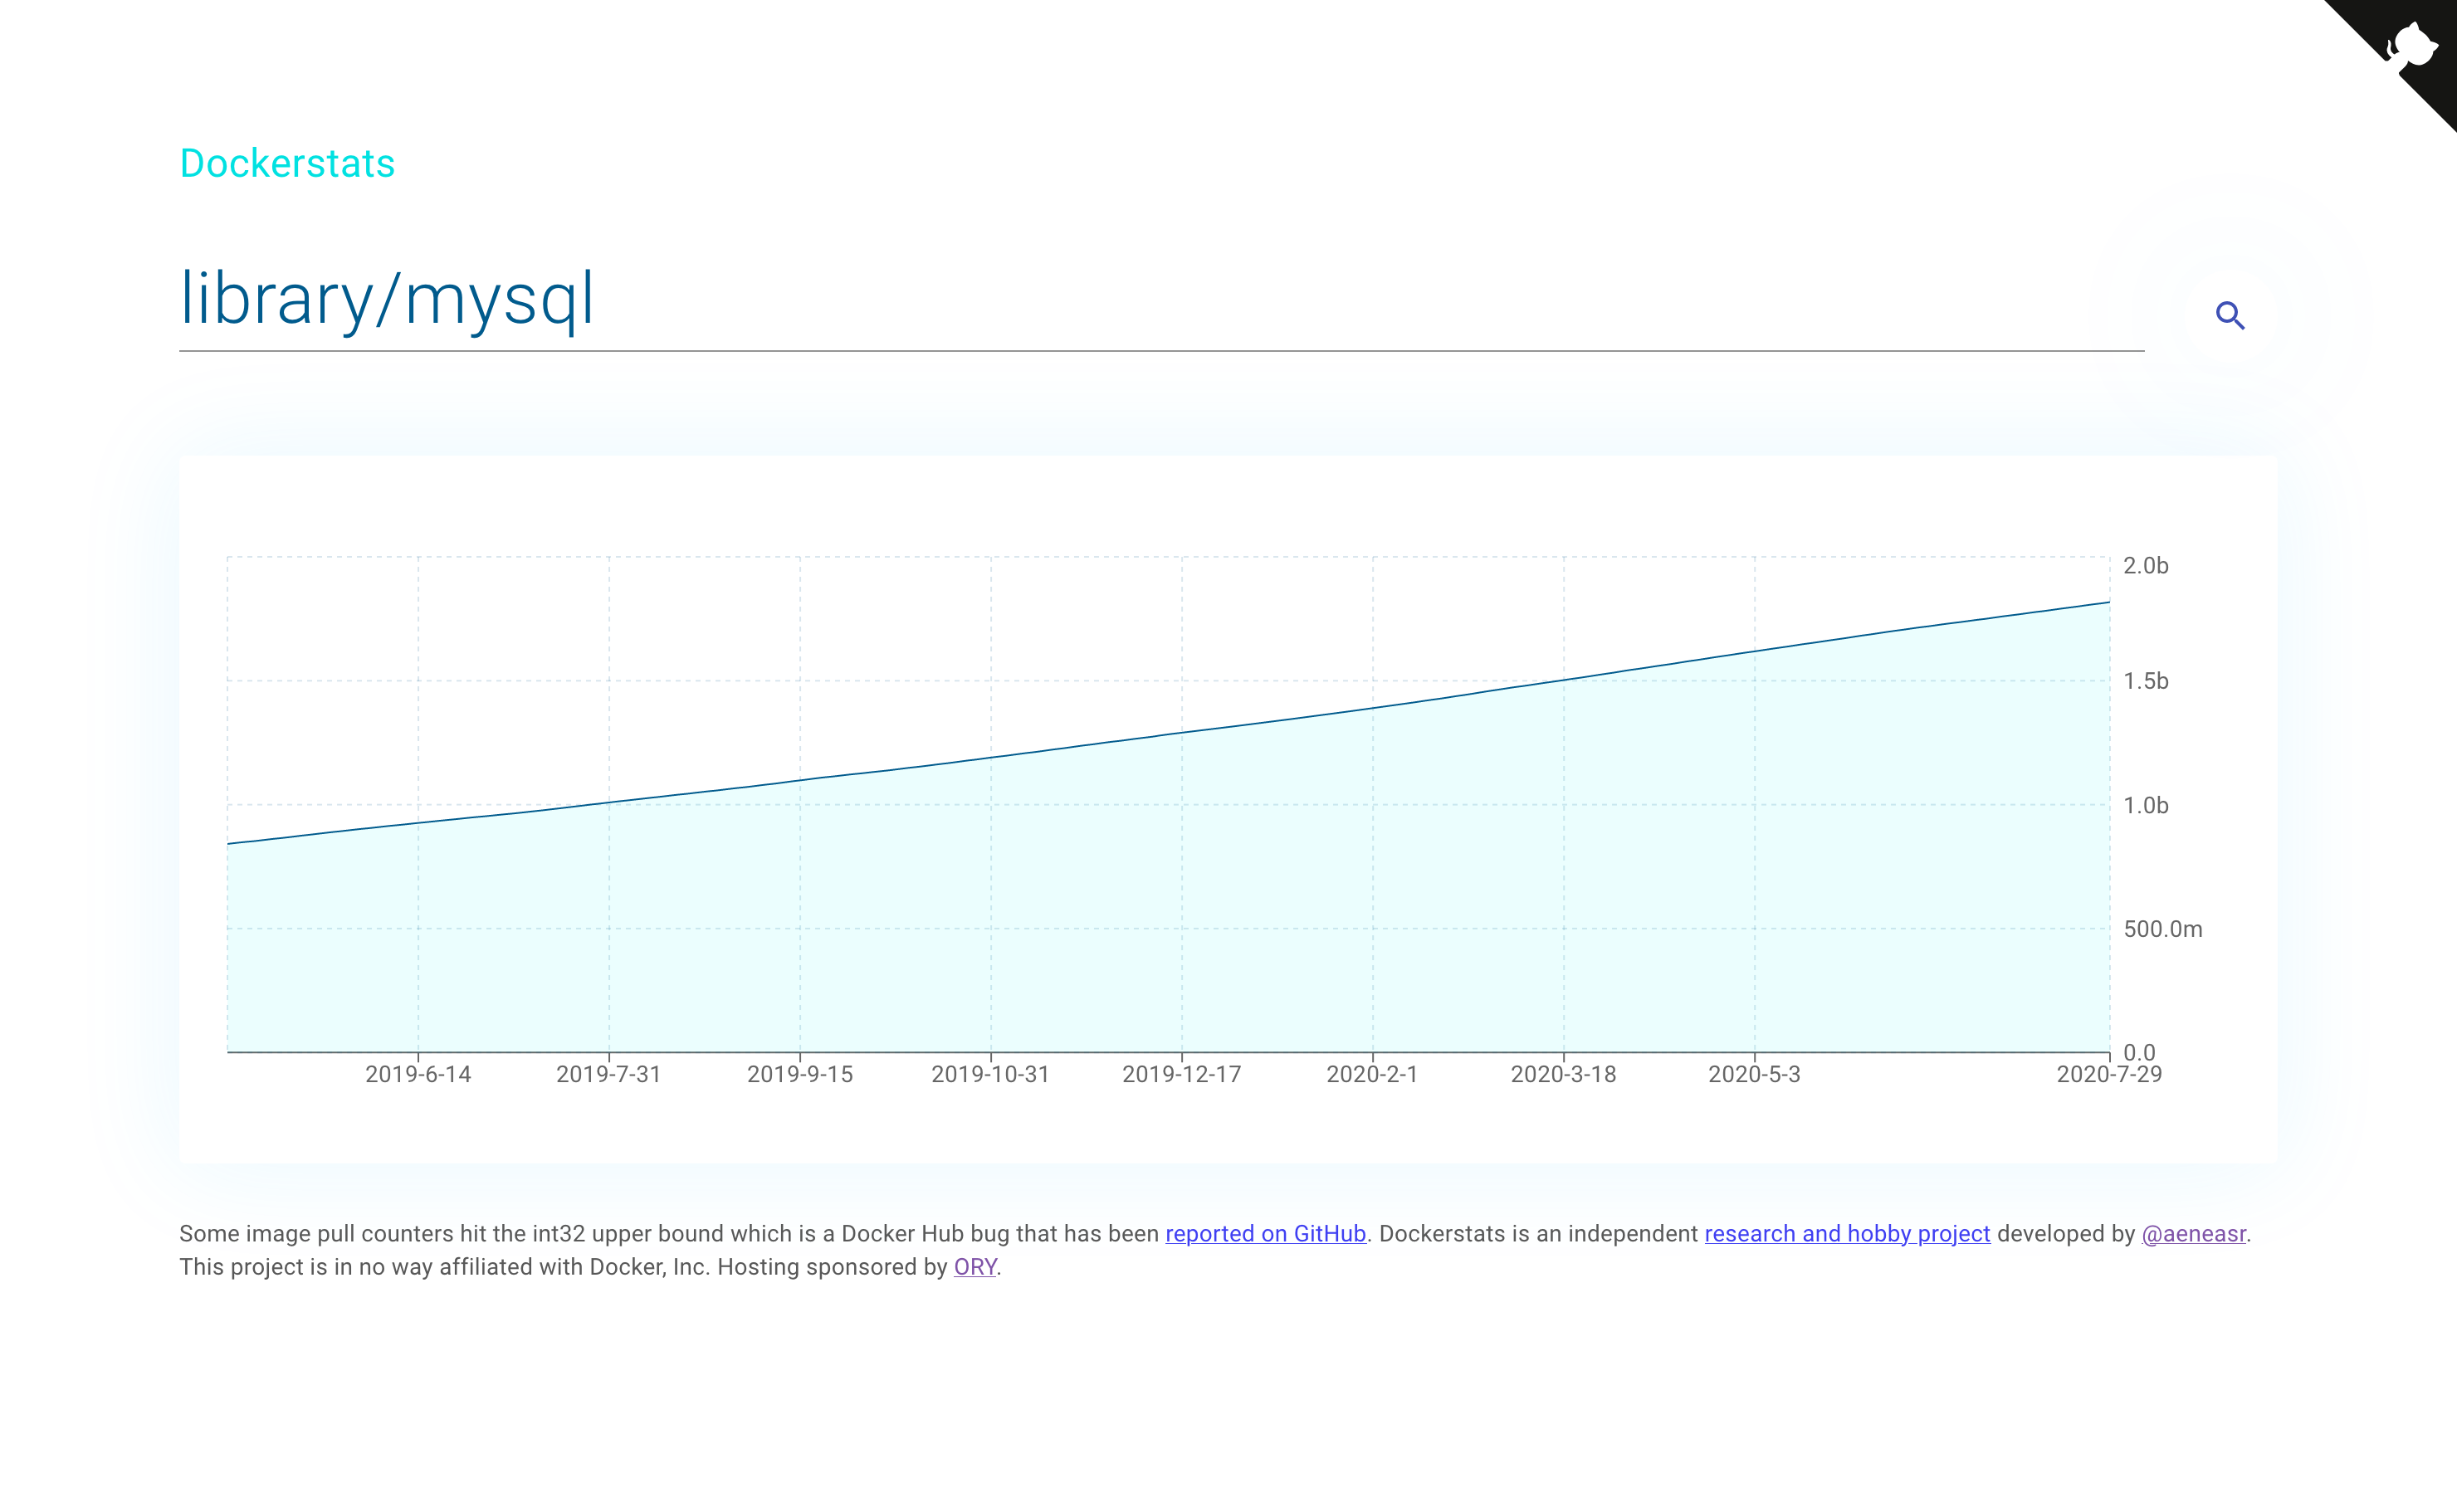 Dockerstats
library/mysql
2.0b
1.5b
1.0b
500.0m
0.0
2019-6-14 2019-7-31 2019-9-15 2019-10-31 2019-12-17 2020-2-1 2020-3-18 2020-5-3 2020-7-29
Some image pull counters hit the int32 upper bound which is a Docker Hub bug that has been reported on GitHub. Dockerstats is an independent research and hobby project developed by @aeneasr.
This project is in no way affiliated with Docker, Inc. Hosting sponsored by ORY.